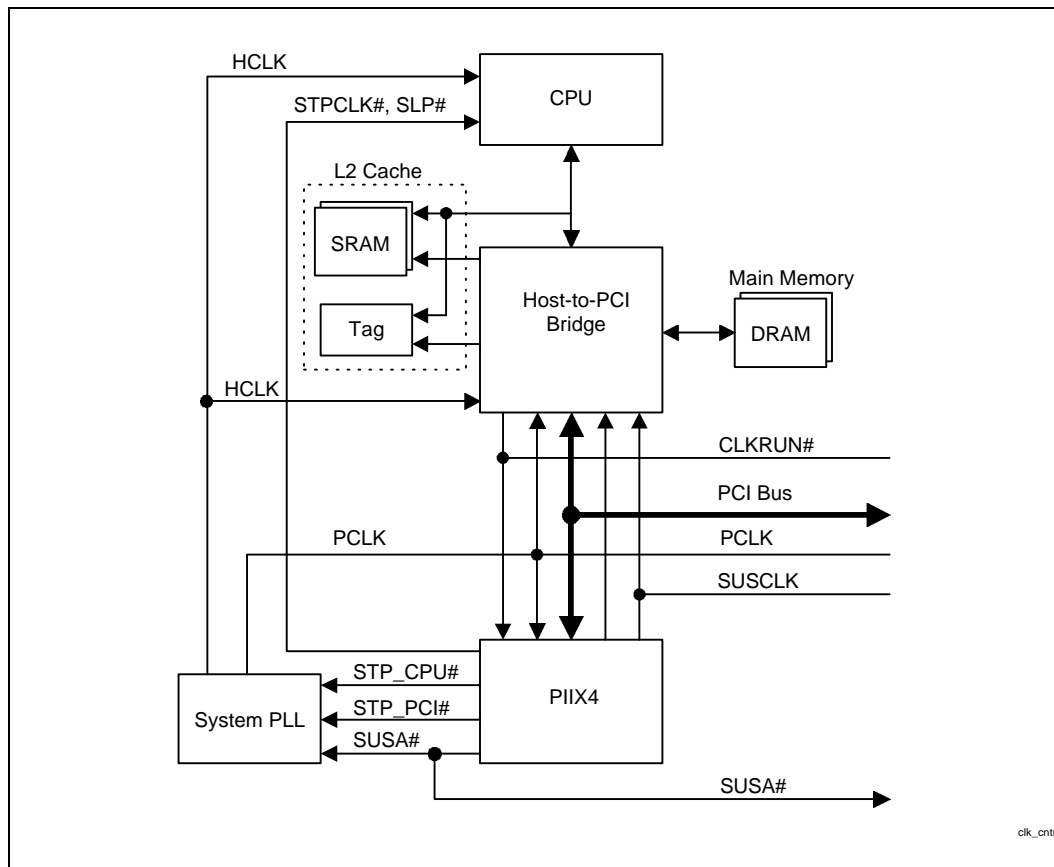 HCLK
CPU
STPCLK#, SLP#
L2 Cache
SRAM
Tag
Host-to-PCI
Bridge
Main Memory
DRAM
HCLK
CLKRUN#
PCI Bus
PCLK
PCLK
SUSCLK
STP_CPU#
STP_PCI#
SUSA#
System PLL
PIIX4
SUSA#